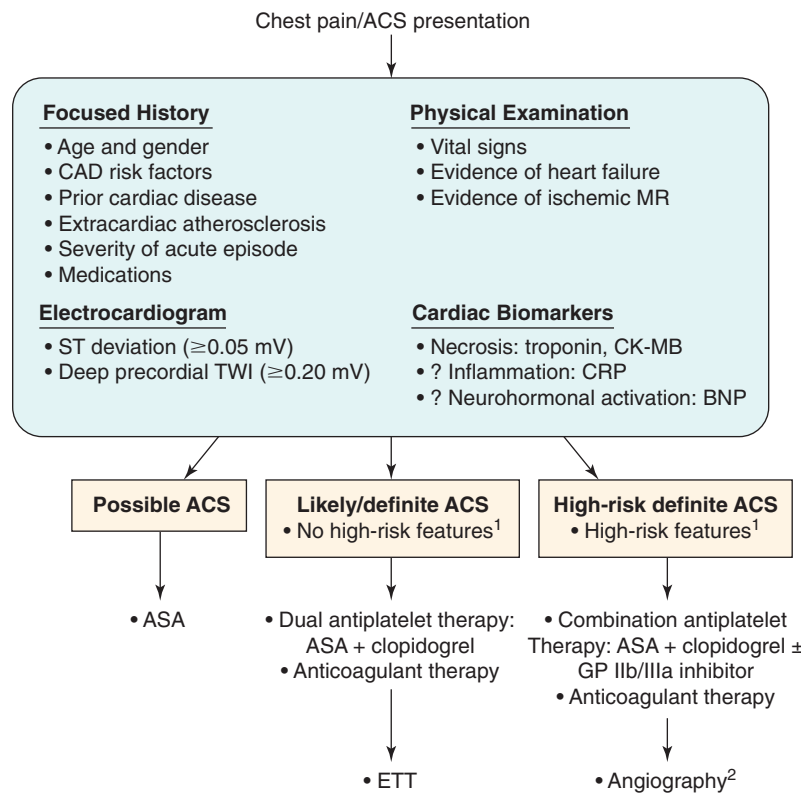 Chest pain/ACS presentation
Focused History
• Age and gender
• CAD risk factors
• Prior cardiac disease
• Extracardiac atherosclerosis
• Severity of acute episode
• Medications
Physical Examination
• Vital signs
• Evidence of heart failure
• Evidence of ischemic MR
Electrocardiogram
• ST deviation (≥0.05 mV)
• Deep precordial TWI (≥0.20 mV)
Cardiac Biomarkers
• Necrosis: troponin, CK-MB
• ? Inflammation: CRP
• ? Neurohormonal activation: BNP
Possible ACS
• ASA
Likely/definite ACS
• No high-risk features¹
• Dual antiplatelet therapy:
ASA + clopidogrel
• Anticoagulant therapy
• ETT
High-risk definite ACS
• High-risk features¹
• Combination antiplatelet
Therapy: ASA + clopidogrel ±
GP IIb/IIIa inhibitor
• Anticoagulant therapy
• Angiography²